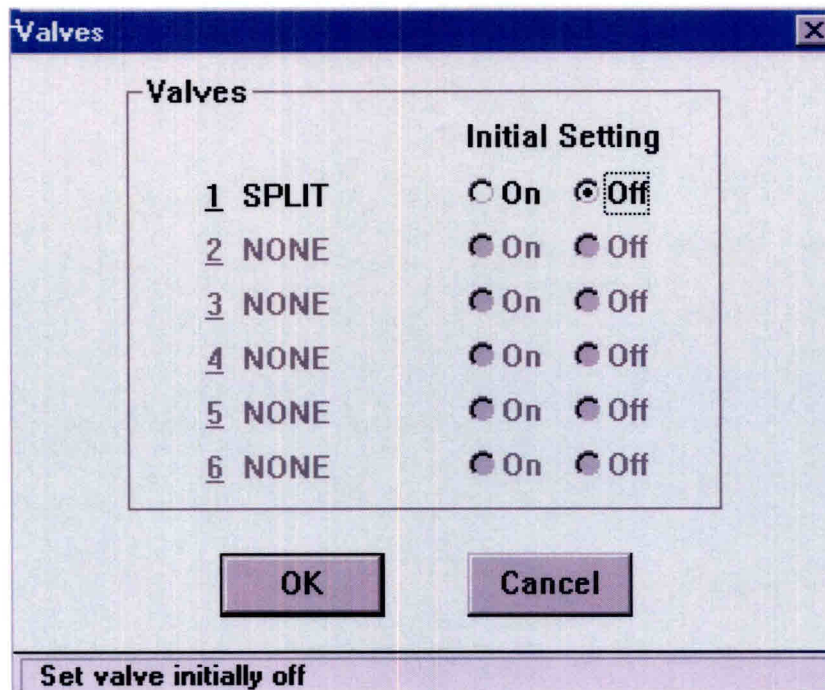 Valves
Valves
Initial Setting
1 SPLIT On Off
2 NONE On Off
3 NONE On Off
4 NONE On Off
5 NONE On Off
6 NONE On Off
OK Cancel
Set valve initially off